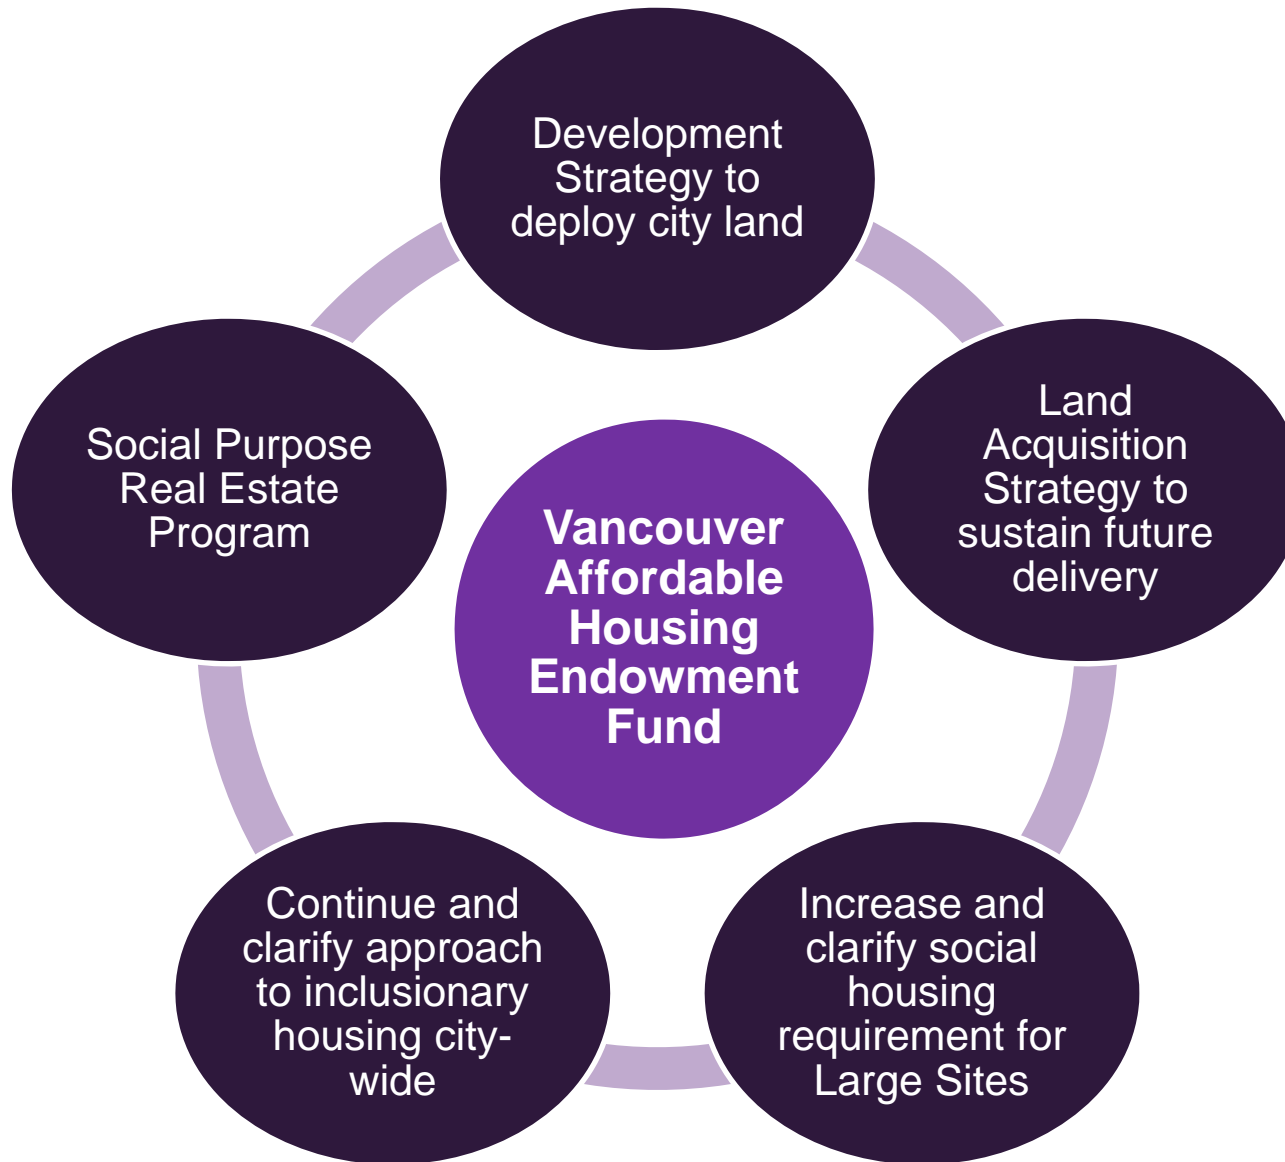 Development
Strategy to
deploy city land
Land
Acquisition
Strategy to
sustain future
delivery
Increase and
clarify social
housing
requirement for
Large Sites
Continue and
clarify approach
to inclusionary
housing city-
wide
Social Purpose
Real Estate
Program
Vancouver
Affordable
Housing
Endowment
Fund